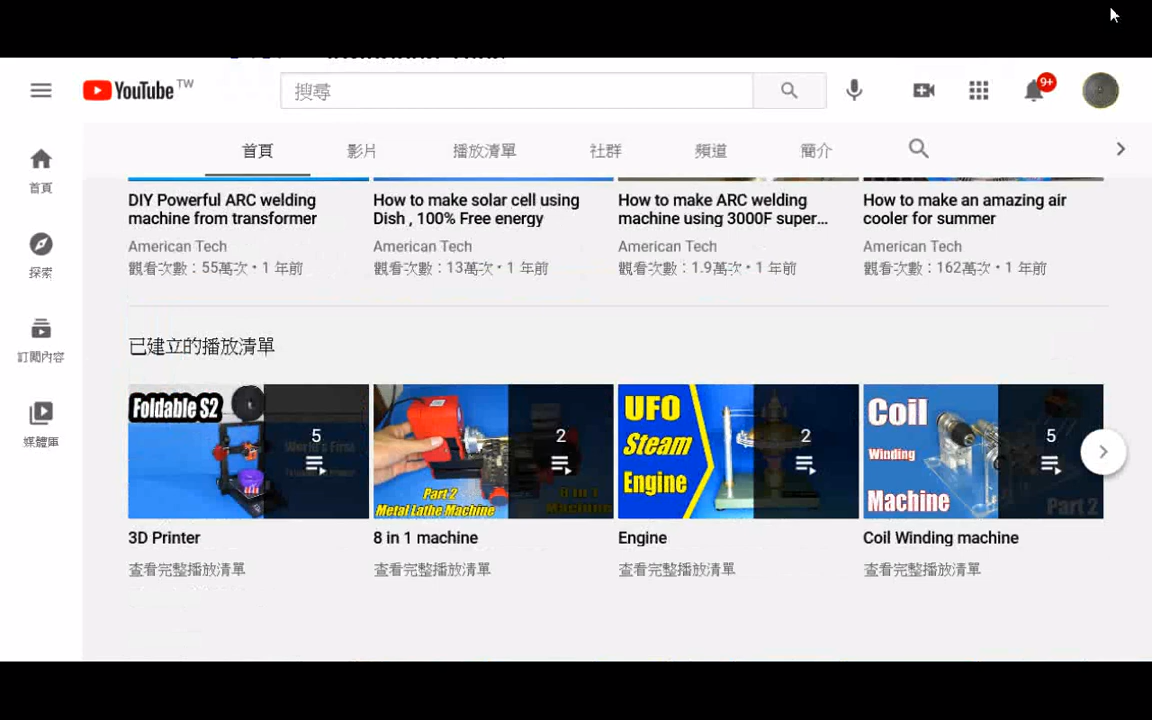 YouTube TW
搜尋
9+
首頁
影片
播放清單
社群
頻道
簡介
首頁
探索
訂閱內容
媒體庫
DIY Powerful ARC welding
machine from transformer
American Tech
觀看次數：55萬次 • 1 年前
How to make solar cell using
Dish , 100% Free energy
American Tech
觀看次數：13萬次 • 1 年前
How to make ARC welding
machine using 3000F super...
American Tech
觀看次數：1.9萬次 • 1 年前
How to make an amazing air
cooler for summer
American Tech
觀看次數：162萬次 • 1 年前
已建立的播放清單
Foldable S2
5
World's First
3D Printer
查看完整播放清單
2
Part 2
Metal Lathe Machine
8 in 1
Machine
8 in 1 machine
查看完整播放清單
UFO
Steam
Engine
2
Engine
查看完整播放清單
Coil
Winding
Machine
5
Part 2
Coil Winding machine
查看完整播放清單